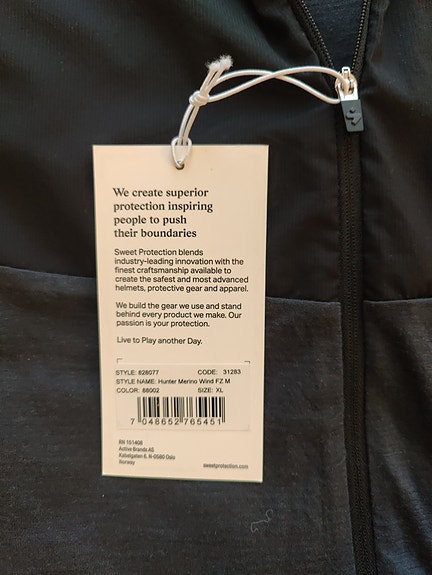 We create superior
protection inspiring
people to push
their boundaries
Sweet Protection blends
industry-leading innovation with the
finest craftsmanship available to
create the safest and most advanced
helmets, protective gear and apparel.
We build the gear we use and stand
behind every product we make. Our
passion is your protection.
Live to Play another Day.
STYLE: 828077 CODE: 31283
STYLE NAME: Hunter Merino Wind FZ M
COLOR: 88002 SIZE: XL
7 048652 765451
RN 151408
Active Brands AS
Kabelgaten 6, N-0580 Oslo
Norway sweetprotection.com